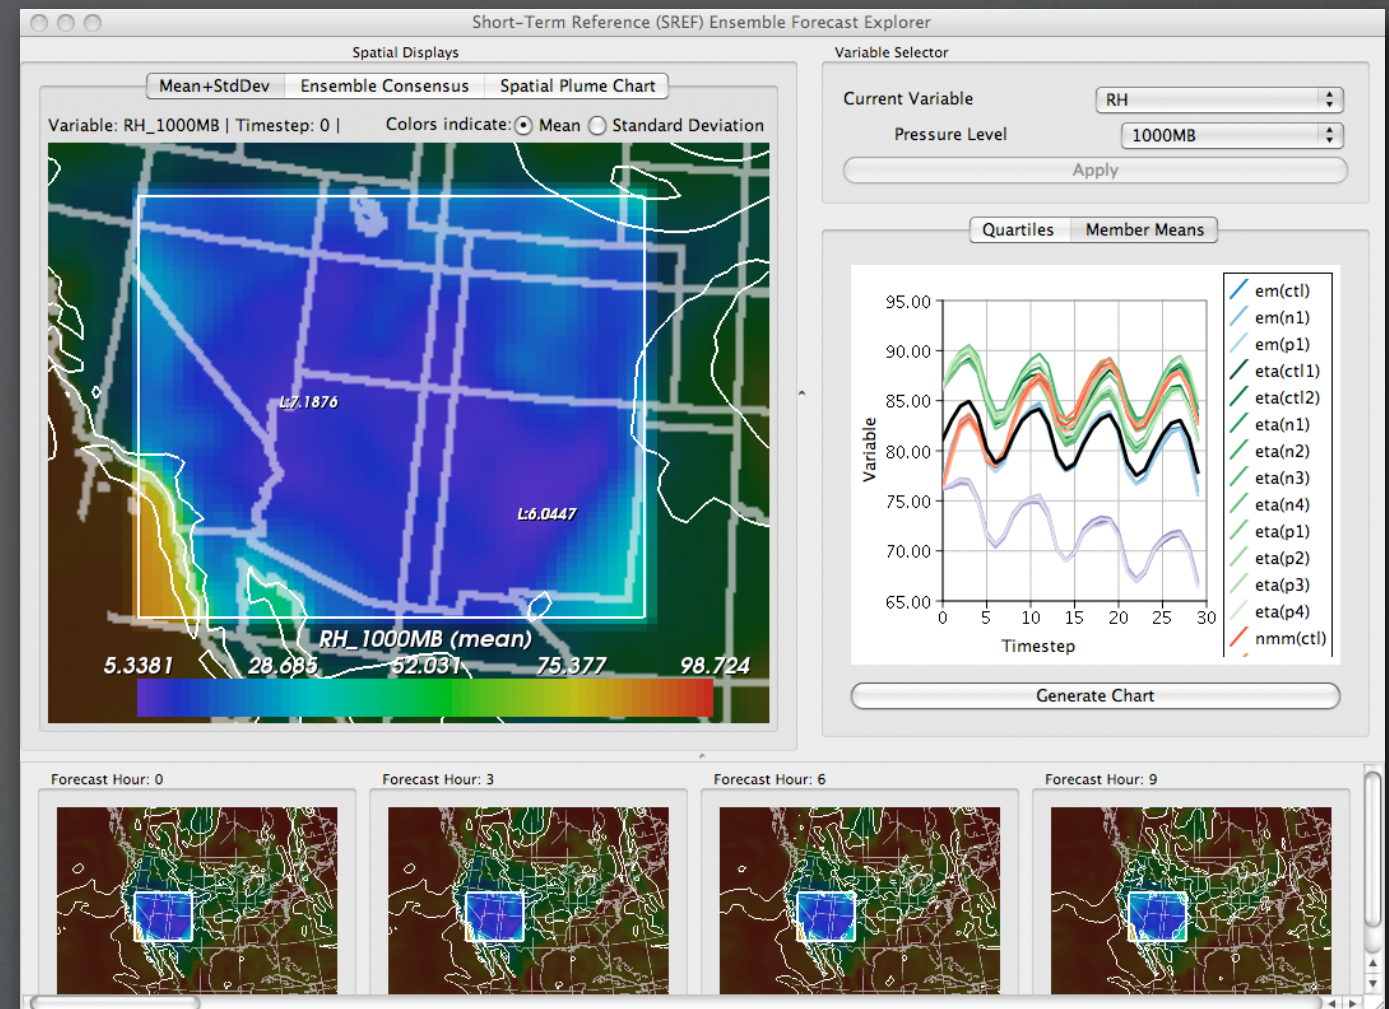 Short-Term Reference (SREF) Ensemble Forecast Explorer
Spatial Displays
Mean+StdDev
Ensemble Consensus
Spatial Plume Chart
Variable: RH_1000MB | Timestep: 0 |
Colors indicate:
Mean
Standard Deviation
L:7.1876
L:6.0447
RH_1000MB (mean)
5.3381 28.685 52.031 75.377 98.724
Variable Selector
Current Variable
RH
Pressure Level
1000MB
Apply
Quartiles
Member Means
95.00
90.00
85.00
80.00
75.00
70.00
65.00
Variable
0 5 10 15 20 25 30
Timestep
em(ctl)
em(n1)
em(p1)
eta(ctl1)
eta(ctl2)
eta(n1)
eta(n2)
eta(n3)
eta(n4)
eta(p1)
eta(p2)
eta(p3)
eta(p4)
nmm(ctl)
Generate Chart
Forecast Hour: 0
Forecast Hour: 3
Forecast Hour: 6
Forecast Hour: 9